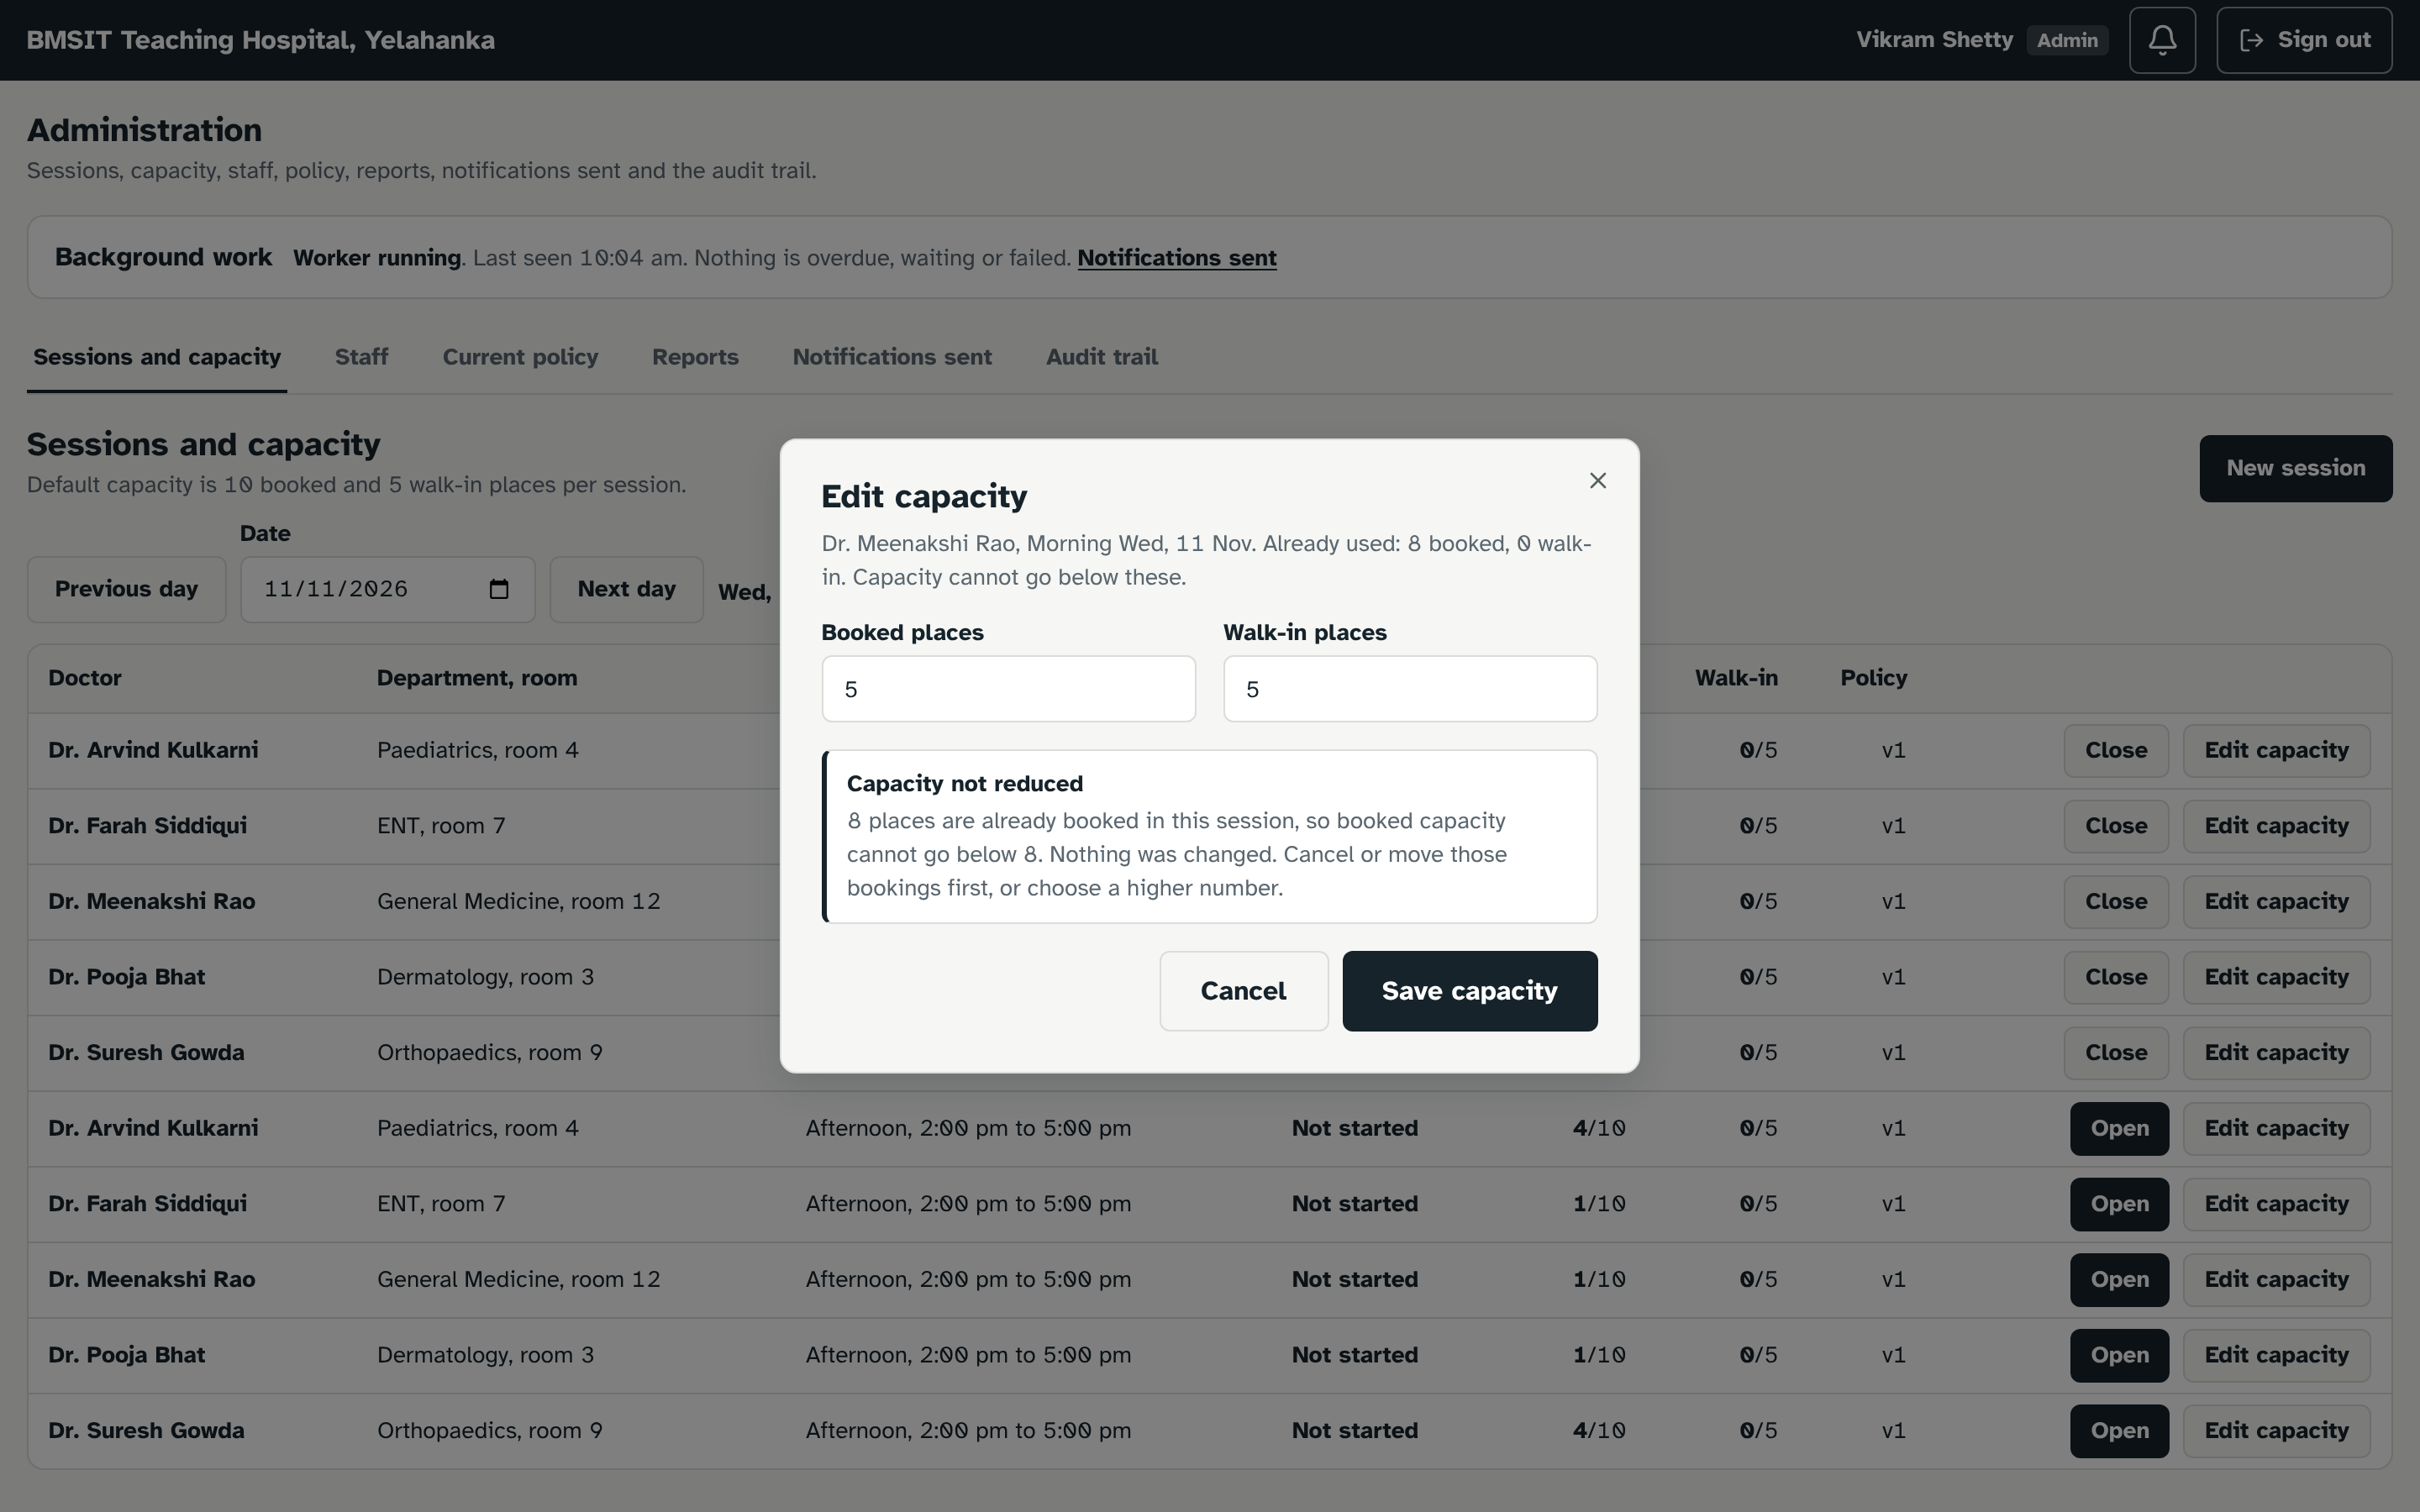 BMSIT Teaching Hospital, Yelahanka
Vikram Shetty Admin Sign out
Administration
Sessions, capacity, staff, policy, reports, notifications sent and the audit trail.
Background work Worker running. Last seen 10:04 am. Nothing is overdue, waiting or failed. Notifications sent
Sessions and capacity Staff Current policy Reports Notifications sent Audit trail
Sessions and capacity
Default capacity is 10 booked and 5 walk-in places per session.
New session
Date
Previous day 11/11/2026 Next day Wed,
Doctor Department, room Walk-in Policy
Dr. Arvind Kulkarni Paediatrics, room 4 0/5 v1 Close Edit capacity
Dr. Farah Siddiqui ENT, room 7 0/5 v1 Close Edit capacity
Dr. Meenakshi Rao General Medicine, room 12 0/5 v1 Close Edit capacity
Dr. Pooja Bhat Dermatology, room 3 0/5 v1 Close Edit capacity
Dr. Suresh Gowda Orthopaedics, room 9 0/5 v1 Close Edit capacity
Dr. Arvind Kulkarni Paediatrics, room 4 Afternoon, 2:00 pm to 5:00 pm Not started 4/10 0/5 v1 Open Edit capacity
Dr. Farah Siddiqui ENT, room 7 Afternoon, 2:00 pm to 5:00 pm Not started 1/10 0/5 v1 Open Edit capacity
Dr. Meenakshi Rao General Medicine, room 12 Afternoon, 2:00 pm to 5:00 pm Not started 1/10 0/5 v1 Open Edit capacity
Dr. Pooja Bhat Dermatology, room 3 Afternoon, 2:00 pm to 5:00 pm Not started 1/10 0/5 v1 Open Edit capacity
Dr. Suresh Gowda Orthopaedics, room 9 Afternoon, 2:00 pm to 5:00 pm Not started 4/10 0/5 v1 Open Edit capacity
Edit capacity
Dr. Meenakshi Rao, Morning Wed, 11 Nov. Already used: 8 booked, 0 walk-
in. Capacity cannot go below these.
Booked places Walk-in places
5 5
Capacity not reduced
8 places are already booked in this session, so booked capacity
cannot go below 8. Nothing was changed. Cancel or move those
bookings first, or choose a higher number.
Cancel Save capacity